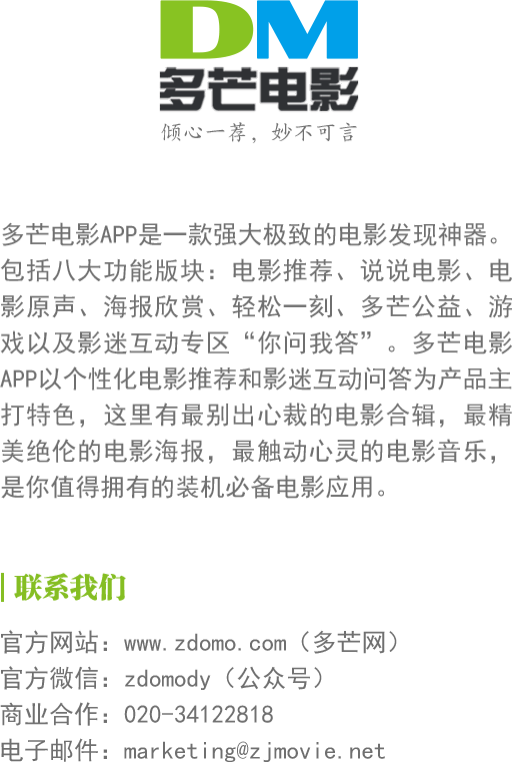 DM
多芒电影
倾心一荐，妙不可言
多芒电影APP是一款强大极致的电影发现神器。
包括八大功能版块：电影推荐、说说电影、电
影原声、海报欣赏、轻松一刻、多芒公益、游
戏以及影迷互动专区“你问我答”。多芒电影
APP以个性化电影推荐和影迷互动问答为产品主
打特色，这里有最别出心裁的电影合辑，最精
美绝伦的电影海报，最触动心灵的电影音乐，
是你值得拥有的装机必备电影应用。
联系我们
官方网站：www.zdomo.com（多芒网）
官方微信：zdomody（公众号）
商业合作：020-34122818
电子邮件：marketing@zjmovie.net